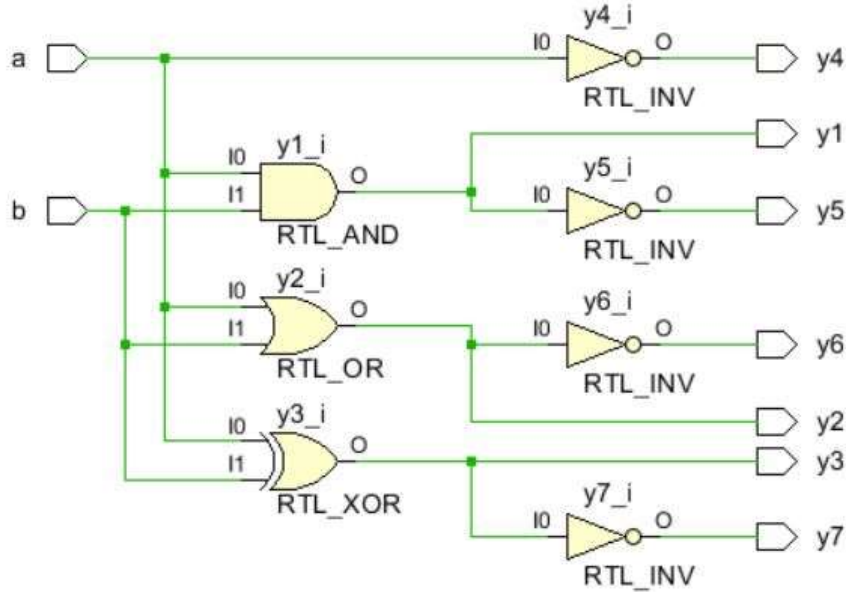 y4_i
a I0 O y4
RTL_INV
y1_i y1
I0 O y5_i
b I1 I0 O y5
RTL_AND RTL_INV
y2_i
I0 O y6_i
I1 I0 O y6
RTL_OR RTL_INV
y3_i y2
I0 O y3
I1 y7_i
RTL_XOR I0 O y7
RTL_INV